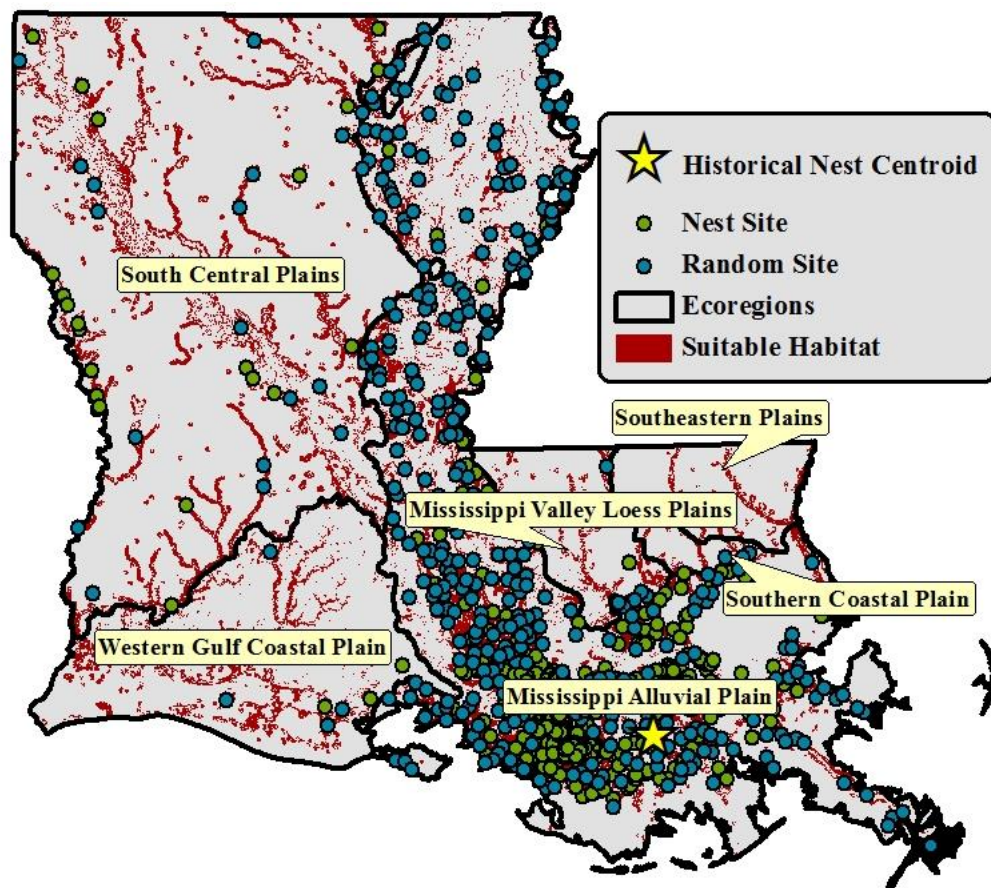 Historical Nest Centroid
Nest Site
Random Site
Ecoregions
Suitable Habitat
South Central Plains
Southeastern Plains
Mississippi Valley Loess Plains
Southern Coastal Plain
Western Gulf Coastal Plain
Mississippi Alluvial Plain